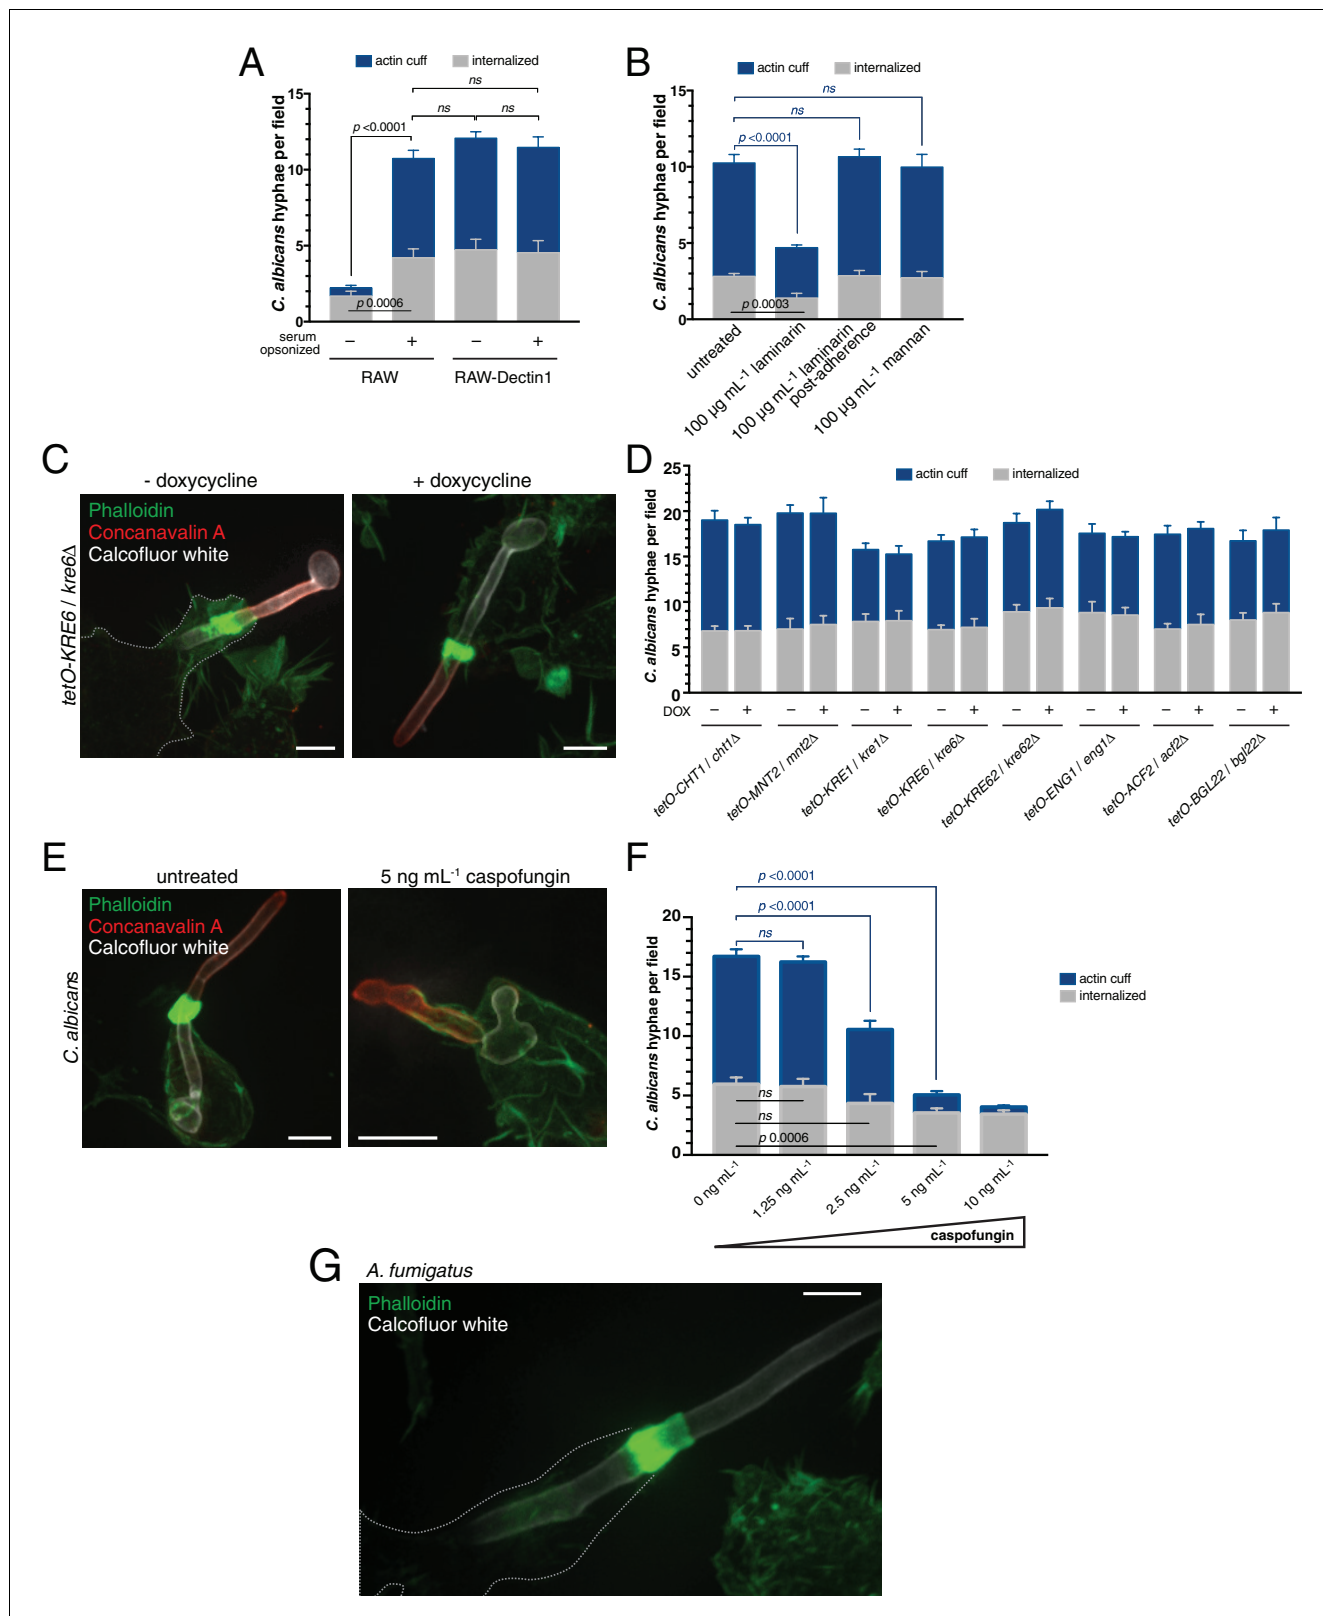 A
actin cuff
internalized
C. albicans hyphae per field
15
10
5
0
ns
ns
ns
p <0.0001
p 0.0006
serum
opsonized
– + – +
RAW
RAW-Dectin1
B
actin cuff
internalized
C. albicans hyphae per field
15
10
5
0
ns
ns
p <0.0001
p 0.0003
untreated
100 µg mL-1 laminarin
100 µg mL-1 laminarin
post-adherence
100 µg mL-1 mannan
C
- doxycycline
+ doxycycline
tetO-KRE6 / kre6Δ
Phalloidin
Concanavalin A
Calcofluor white
D
actin cuff
internalized
C. albicans hyphae per field
25
20
15
10
5
0
DOX – + – + – + – + – + – + – + – +
tetO-CHT1 / cht1Δ
tetO-MNT2 / mnt2Δ
tetO-KRE1 / kre1Δ
tetO-KRE6 / kre6Δ
tetO-KRE62 / kre62Δ
tetO-ENG1 / eng1Δ
tetO-ACF2 / acf2Δ
tetO-BGL22 / bgl22Δ
E
untreated
5 ng mL-1 caspofungin
C. albicans
Phalloidin
Concanavalin A
Calcofluor white
F
p <0.0001
p <0.0001
ns
C. albicans hyphae per field
20
15
10
5
0
actin cuff
internalized
ns
ns
p 0.0006
0 ng mL-1
1.25 ng mL-1
2.5 ng mL-1
5 ng mL-1
10 ng mL-1
caspofungin
G
A. fumigatus
Phalloidin
Calcofluor white